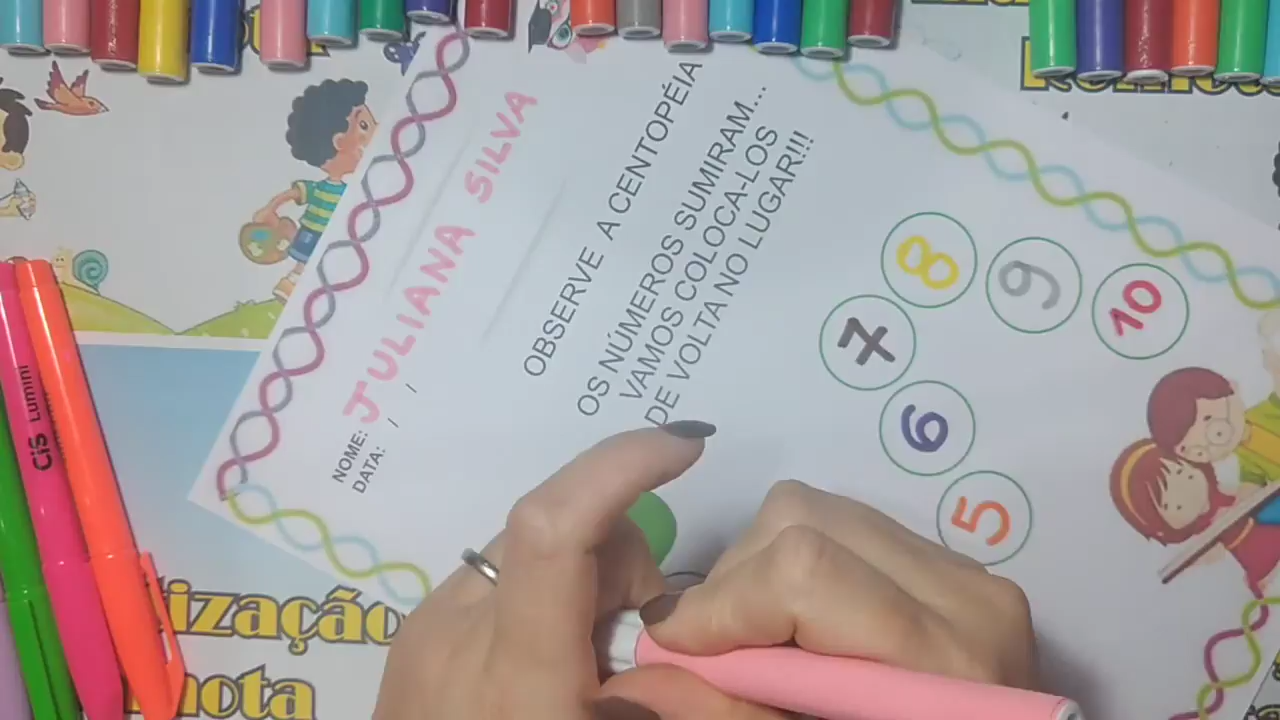 NOME: JULIANA SILVA
DATA: / /
OBSERVE A CENTOPÉIA
OS NÚMEROS SUMIRAM...
VAMOS COLOCA-LOS
DE VOLTA NO LUGAR!!!
8
9
10
7
6
5
CiS Lumini
ização